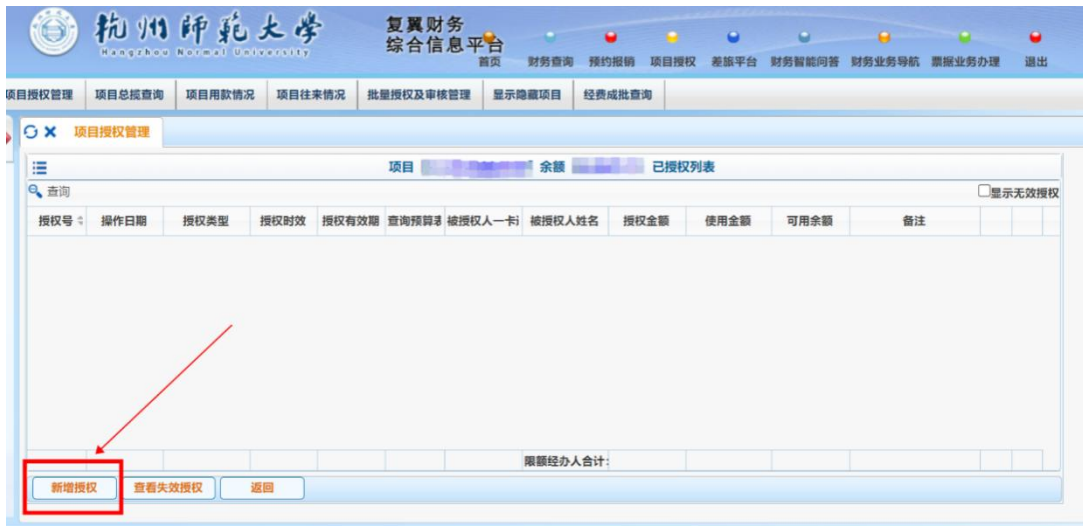 杭州師範大學
Hangzhou Normal University
复翼财务
综合信息平台
首页 财务查询 预约报销 项目授权 差旅平台 财务智能问答 财务业务导航 票据业务办理 退出
项目授权管理 项目总揽查询 项目用款情况 项目往来情况 批量授权及审核管理 显示隐藏项目 经费成批查询
项目授权管理
项目 余额 已授权列表
查询 显示无效授权
授权号 操作日期 授权类型 授权时效 授权有效期 查询预算表 被授权人一卡 被授权人姓名 授权金额 使用金额 可用余额 备注
限额经办人合计:
新增授权 查看失效授权 返回